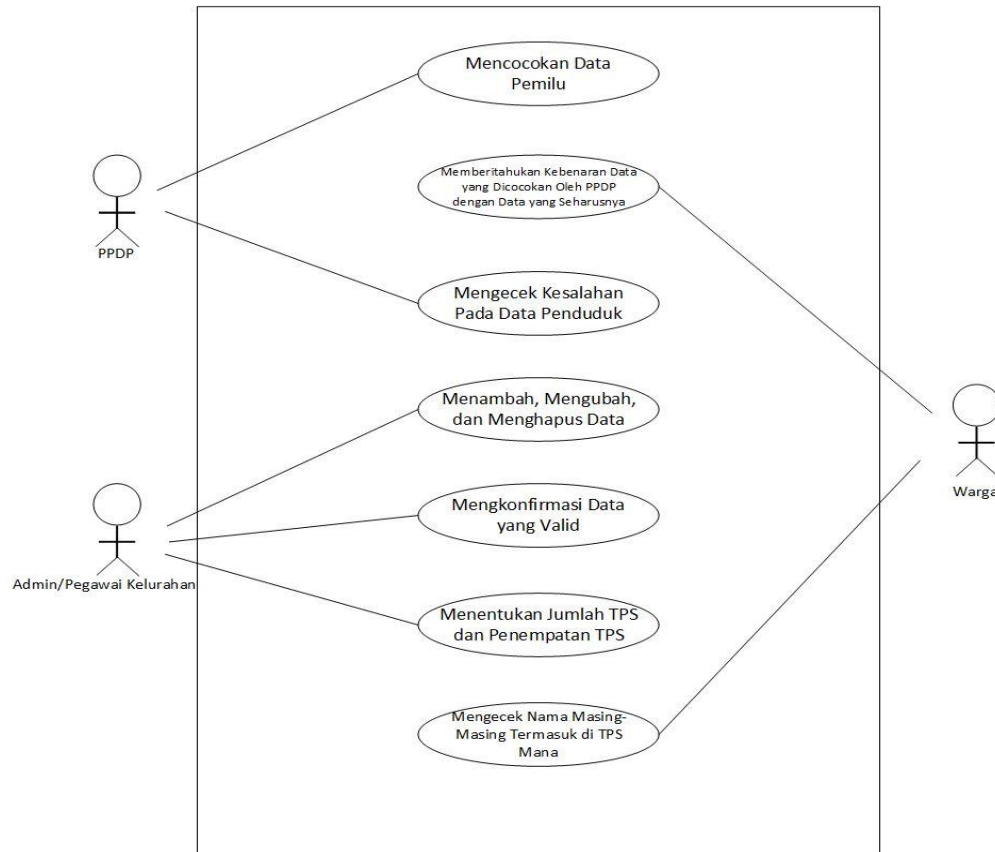 Mencocokan Data
Pemilu
Memberitahukan Kebenaran Data
yang Dicocokan Oleh PPDP
dengan Data yang Seharusnya
PPDP
Mengecek Kesalahan
Pada Data Penduduk
Menambah, Mengubah,
dan Menghapus Data
Warga
Mengkonfirmasi Data
yang Valid
Admin/Pegawai Kelurahan
Menentukan Jumlah TPS
dan Penempatan TPS
Mengecek Nama Masing-
Masing Termasuk di TPS
Mana